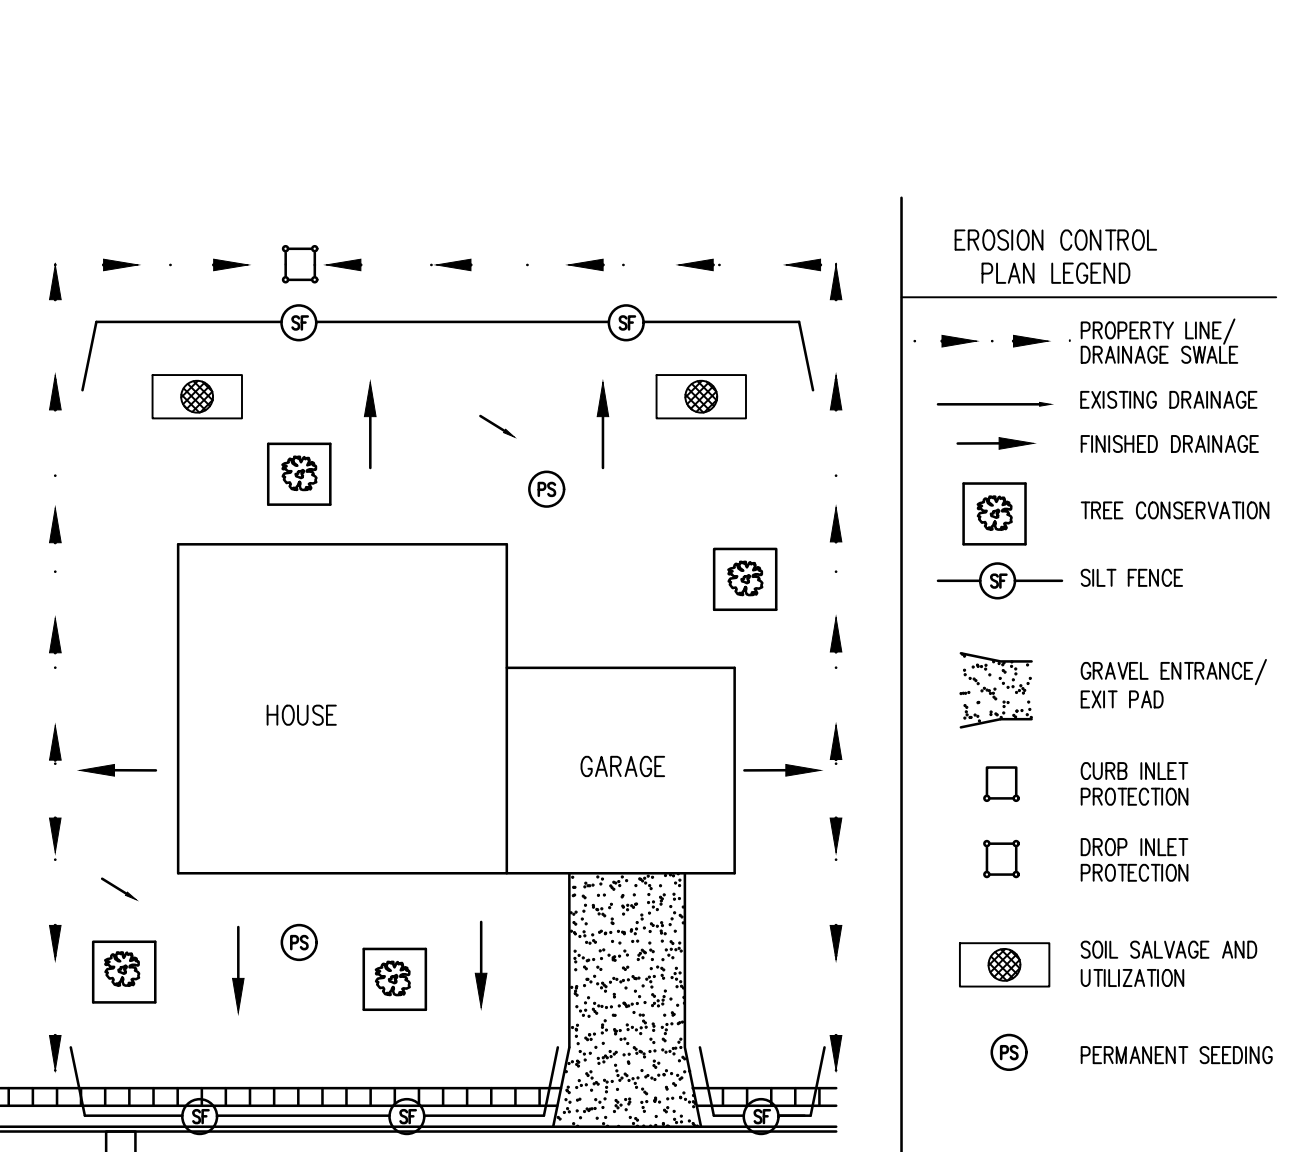 EROSION CONTROL
PLAN LEGEND
SF
SF
PROPERTY LINE/
DRAINAGE SWALE
EXISTING DRAINAGE
FINISHED DRAINAGE
PS
TREE CONSERVATION
SF
SILT FENCE
HOUSE
GARAGE
GRAVEL ENTRANCE/
EXIT PAD
CURB INLET
PROTECTION
DROP INLET
PROTECTION
PS
SOIL SALVAGE AND
UTILIZATION
PS
PERMANENT SEEDING
SF
SF
SF